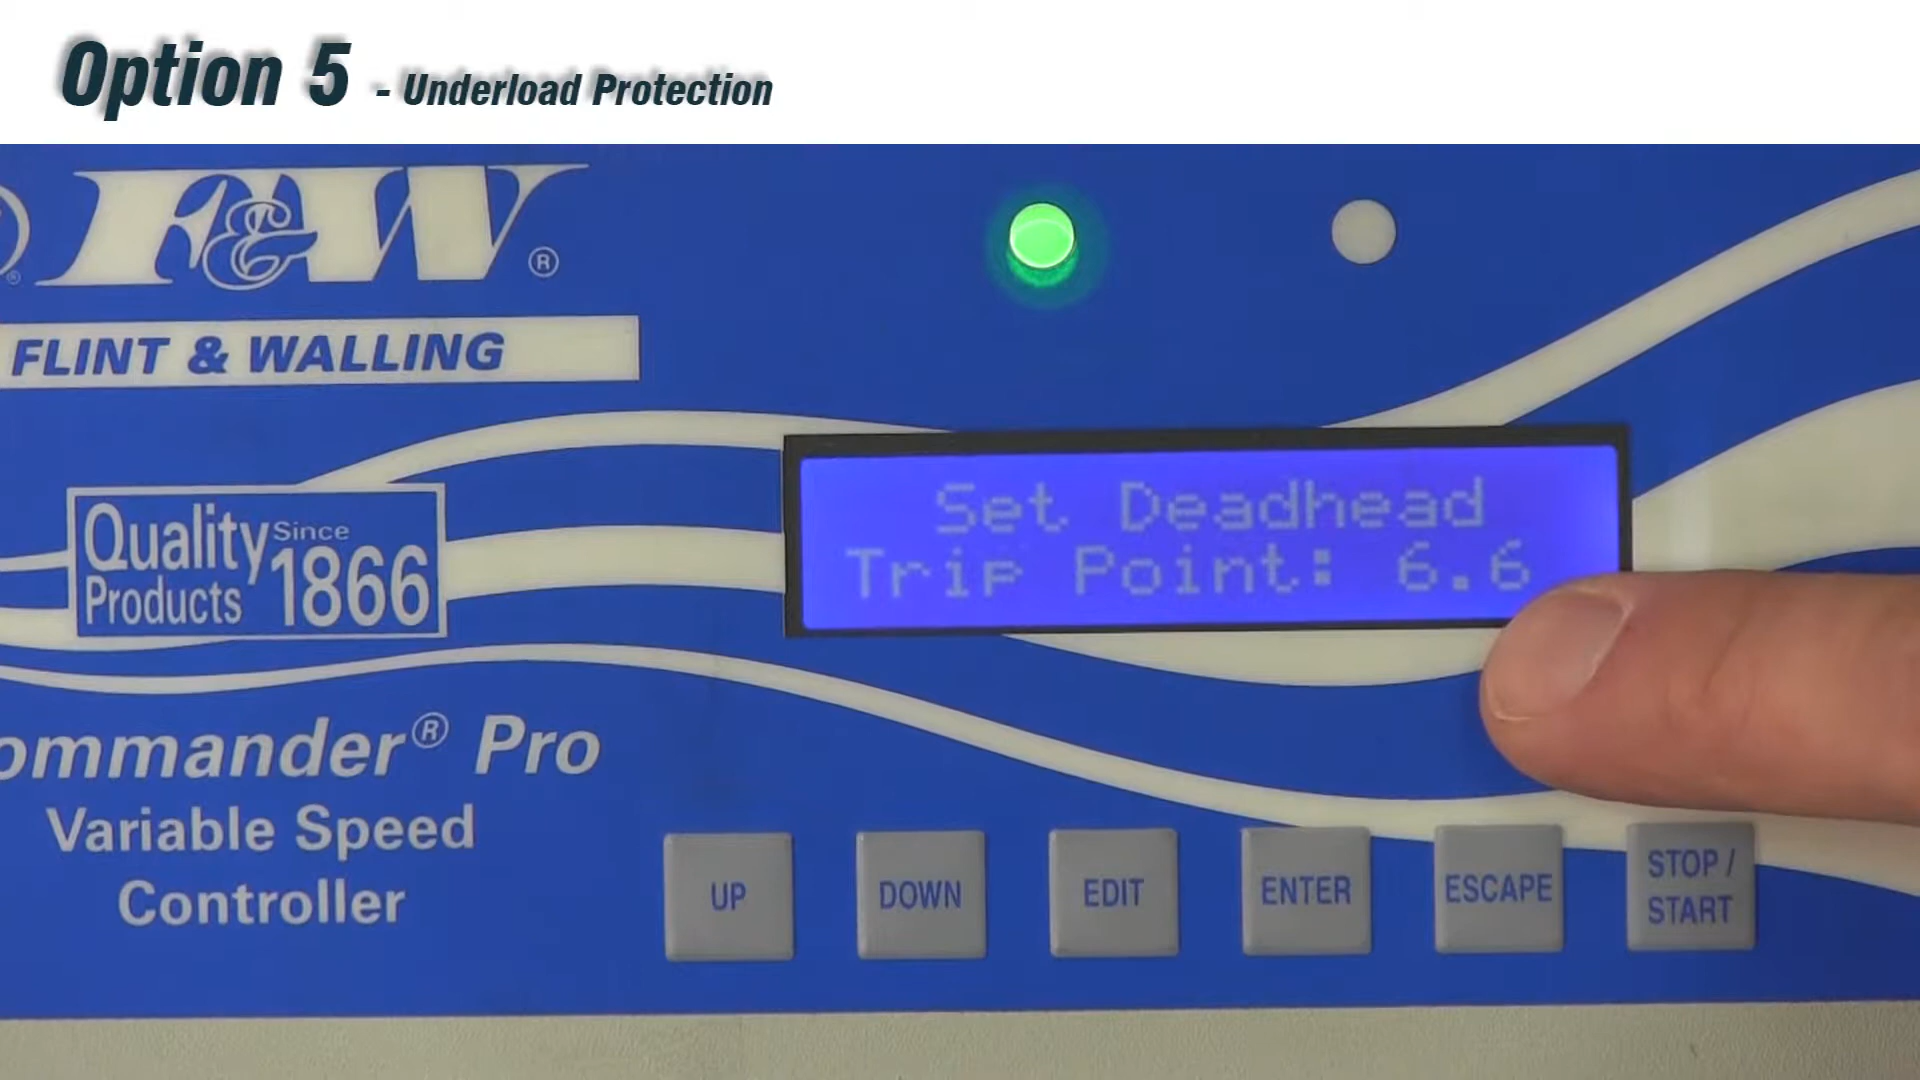 Option 5 - Underload Protection
F&W®
FLINT & WALLING
Quality Since
Products 1866
Set Deadhead
Trip Point: 6.6
ommander® Pro
Variable Speed
Controller
UP
DOWN
EDIT
ENTER
ESCAPE
STOP /
START